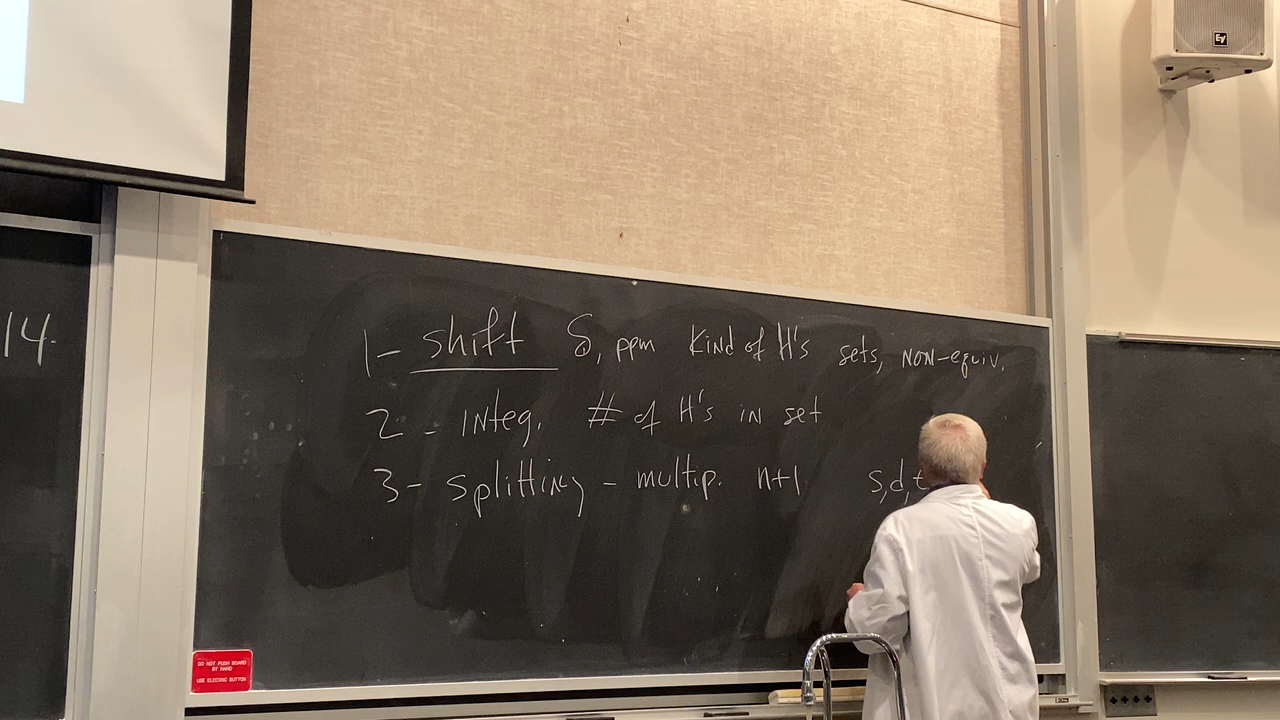 14.
1- shift δ, ppm Kind of H's sets, NON-equiv.
2 - integ. # of H's in set
3- splitting - multip. n+1 s,d,t
DO NOT PUSH BOARD
BY HAND
USE ELECTRIC BUTTON
EV